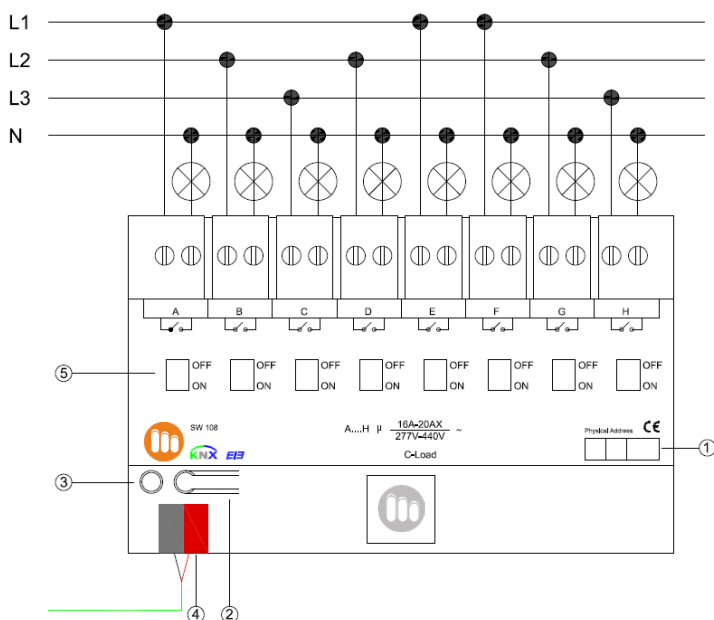 L1
L2
L3
N
A B C D E F G H
OFF OFF OFF OFF OFF OFF OFF OFF
⑤
ON ON ON ON ON ON ON ON
SW 108
KNX EIB
A....H μ 16A-20AX ~
277V-440V
C-Load
Physical Address CE
①
③
④ ②